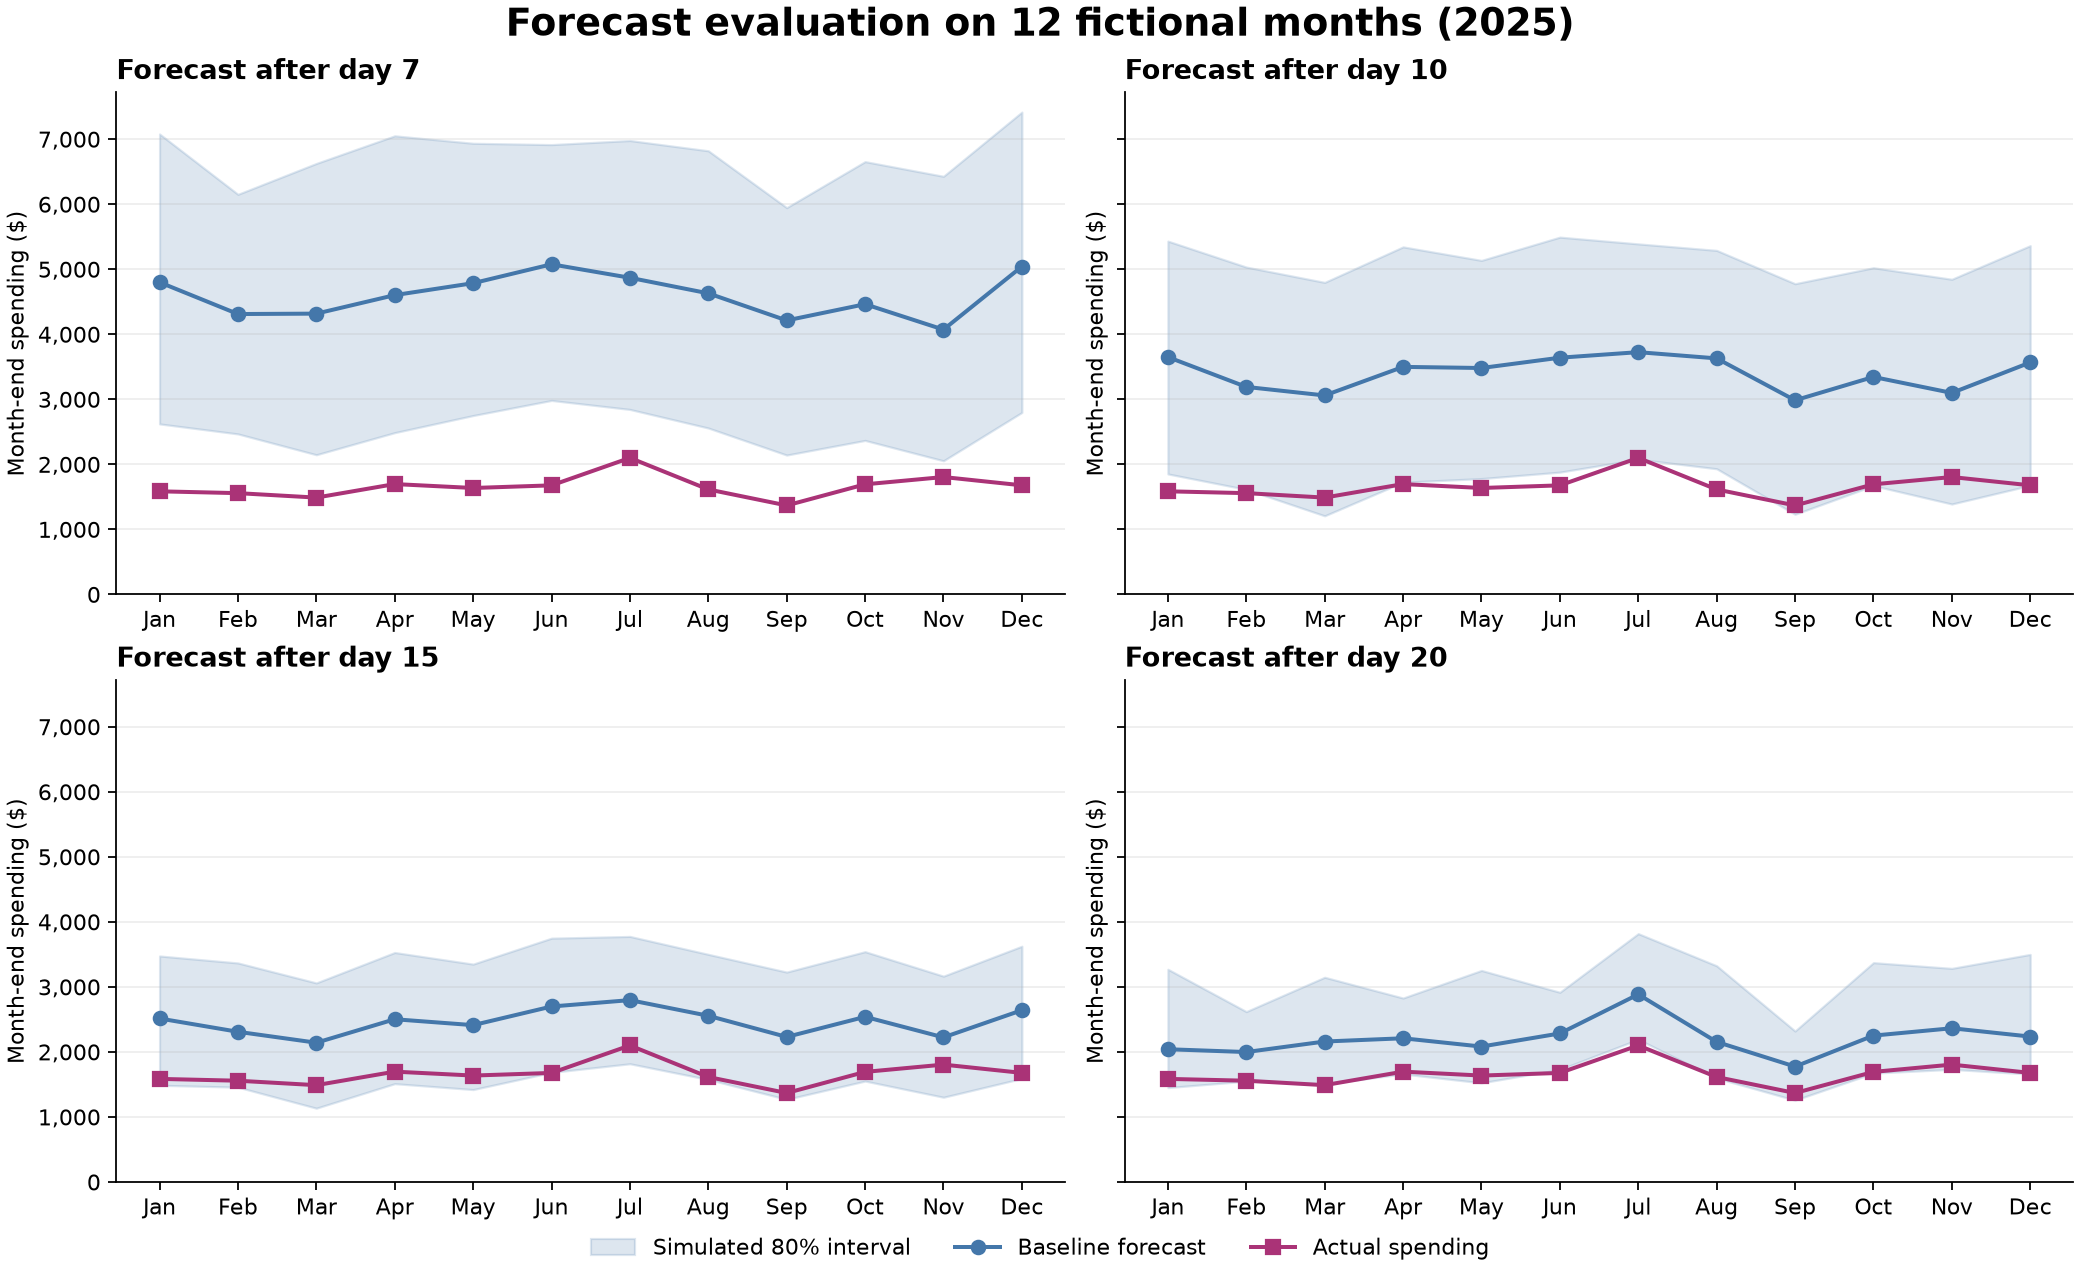 Forecast evaluation on 12 fictional months (2025)
Forecast after day 7
Month-end spending ($)
7,000
6,000
5,000
4,000
3,000
2,000
1,000
0
Jan Feb Mar Apr May Jun Jul Aug Sep Oct Nov Dec
Forecast after day 10
Month-end spending ($)
Jan Feb Mar Apr May Jun Jul Aug Sep Oct Nov Dec
Forecast after day 15
Month-end spending ($)
7,000
6,000
5,000
4,000
3,000
2,000
1,000
0
Jan Feb Mar Apr May Jun Jul Aug Sep Oct Nov Dec
Forecast after day 20
Month-end spending ($)
Jan Feb Mar Apr May Jun Jul Aug Sep Oct Nov Dec
Simulated 80% interval Baseline forecast Actual spending